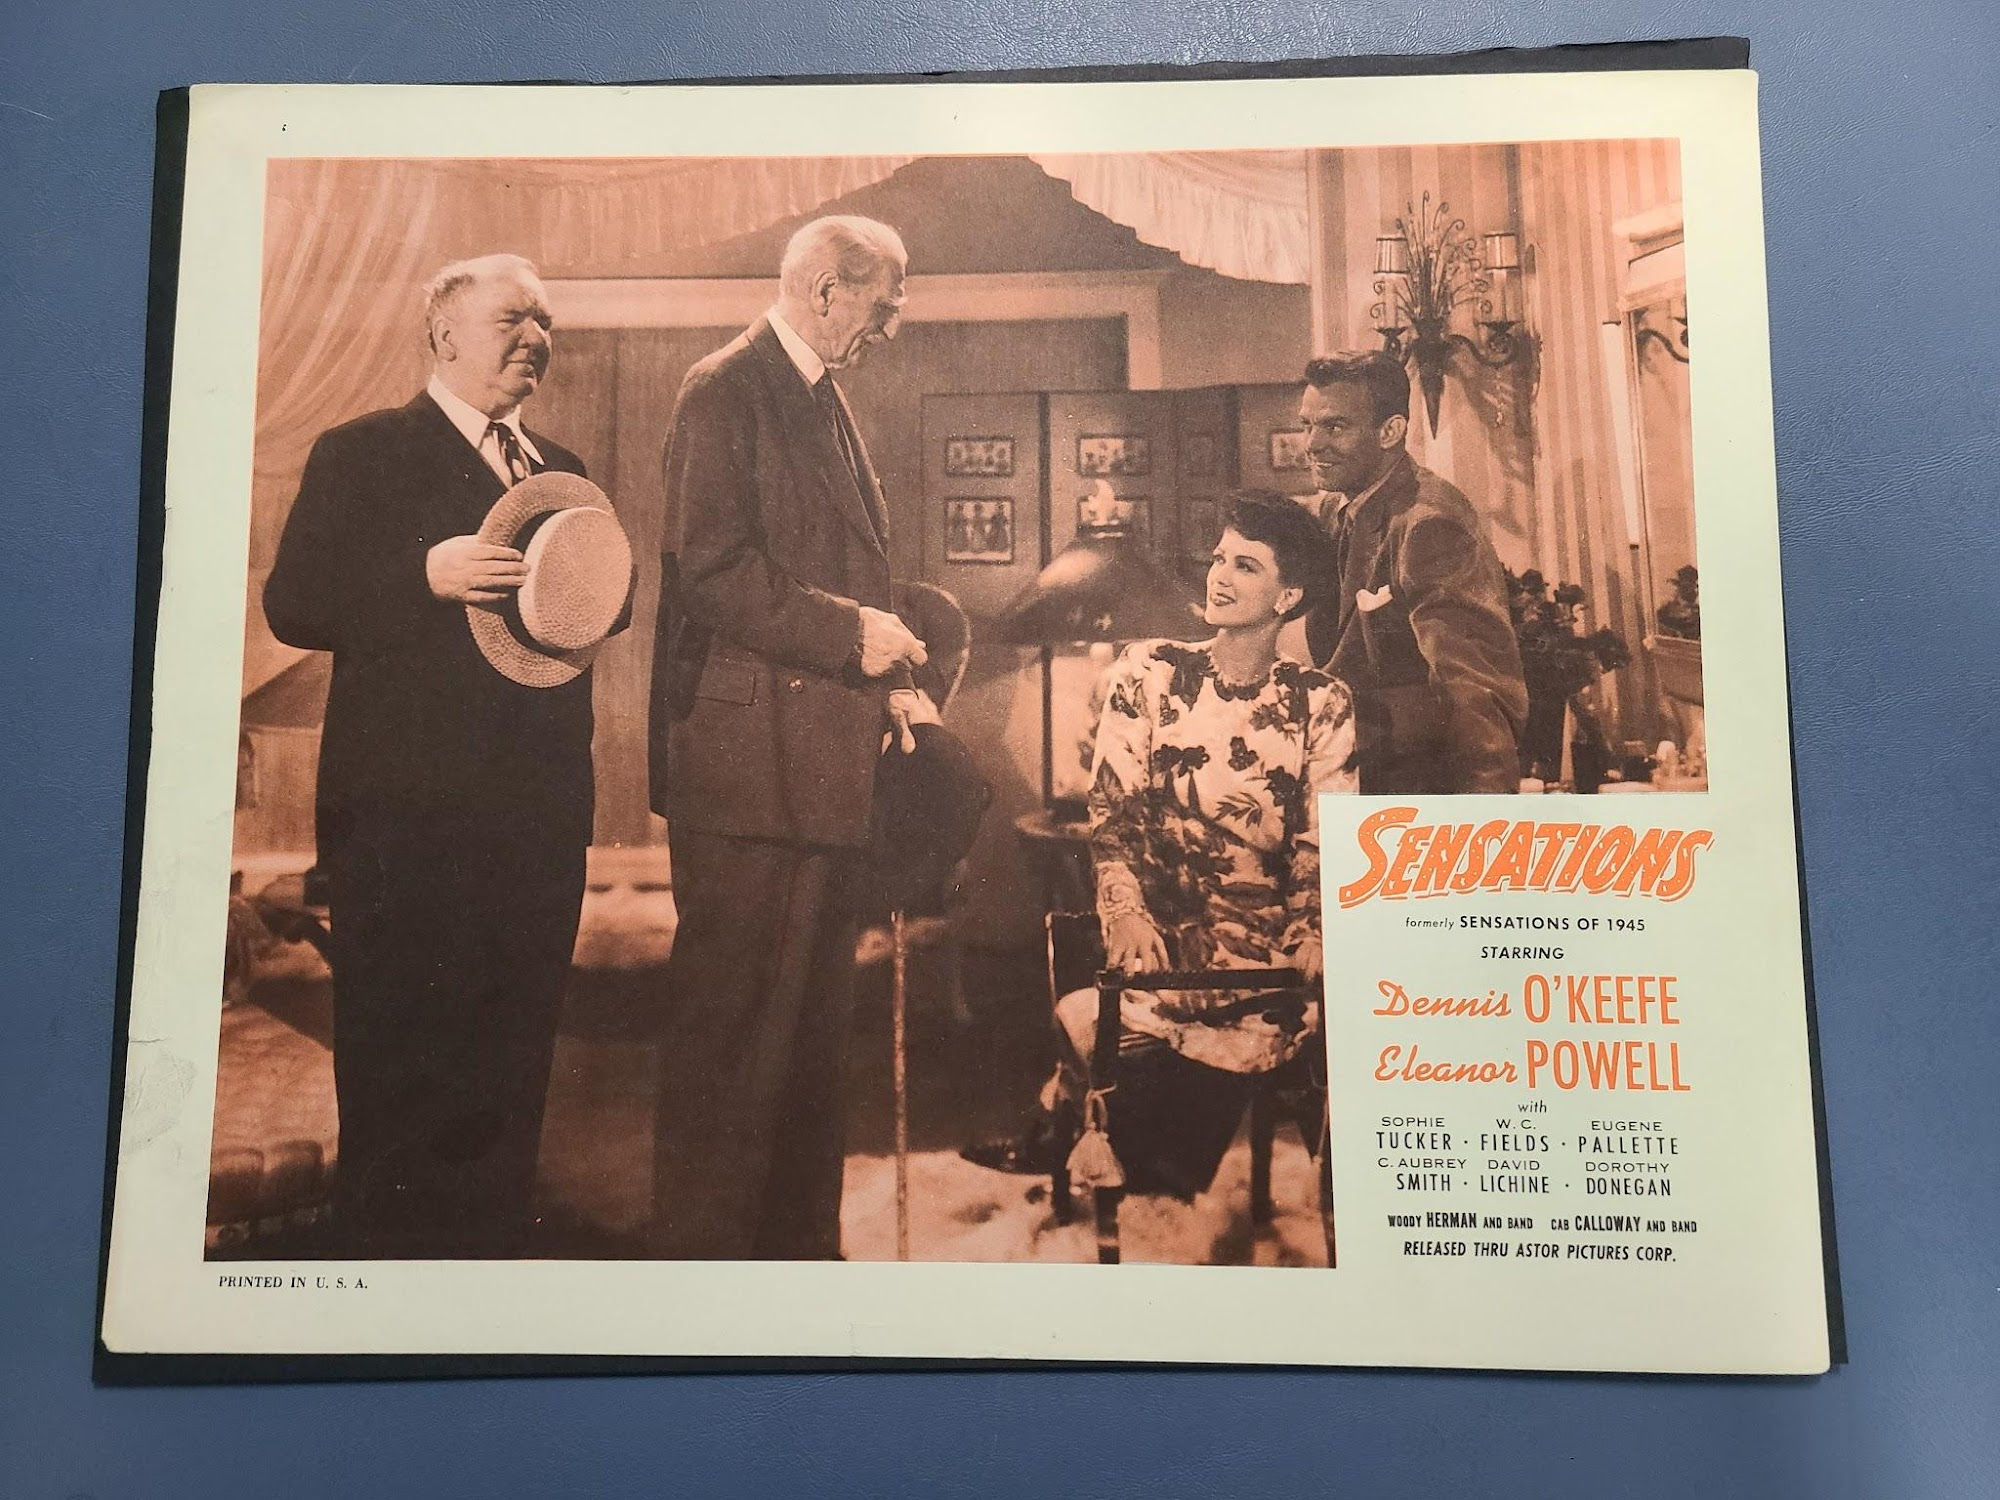 SENSATIONS
formerly SENSATIONS OF 1945
STARRING
Dennis O'KEEFE
Eleanor POWELL
with
SOPHIE W. C. EUGENE
TUCKER · FIELDS · PALLETTE
C. AUBREY DAVID DOROTHY
SMITH · LICHINE · DONEGAN
WOODY HERMAN AND BAND CAB CALLOWAY AND BAND
RELEASED THRU ASTOR PICTURES CORP.
PRINTED IN U. S. A.